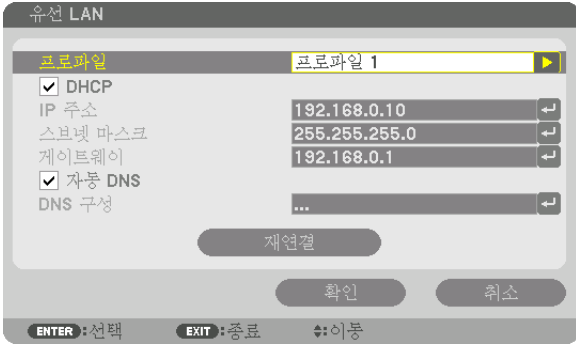 유선 LAN
프로파일 프로파일 1
DHCP
IP 주소 192.168.0.10
스브넷 마스크 255.255.255.0
게이트웨이 192.168.0.1
자동 DNS
DNS 구성 ...
재연결
확인 취소
ENTER :선택 EXIT :종료 :이동